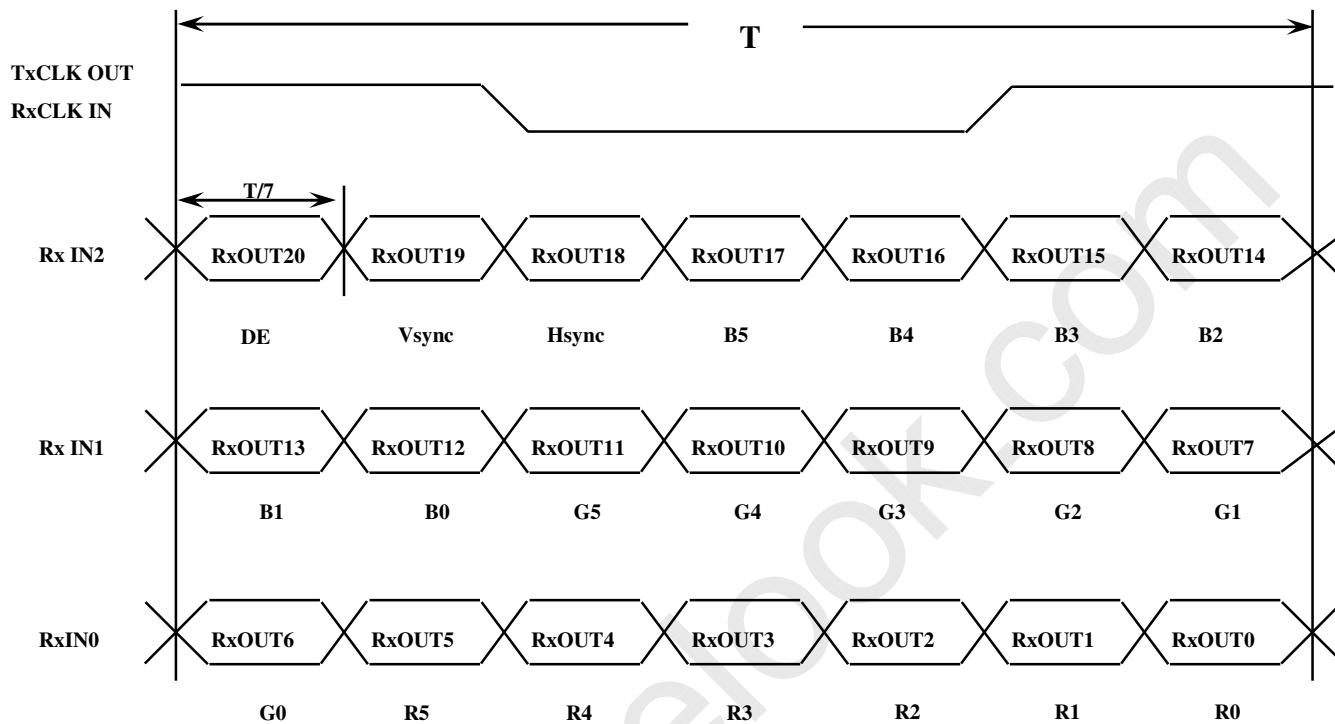 T
TxCLK OUT
RxCLK IN
T/7
Rx IN2 RxOUT20 RxOUT19 RxOUT18 RxOUT17 RxOUT16 RxOUT15 RxOUT14
DE Vsync Hsync B5 B4 B3 B2
Rx IN1 RxOUT13 RxOUT12 RxOUT11 RxOUT10 RxOUT9 RxOUT8 RxOUT7
B1 B0 G5 G4 G3 G2 G1
RxIN0 RxOUT6 RxOUT5 RxOUT4 RxOUT3 RxOUT2 RxOUT1 RxOUT0
G0 R5 R4 R3 R2 R1 R0
elook.com